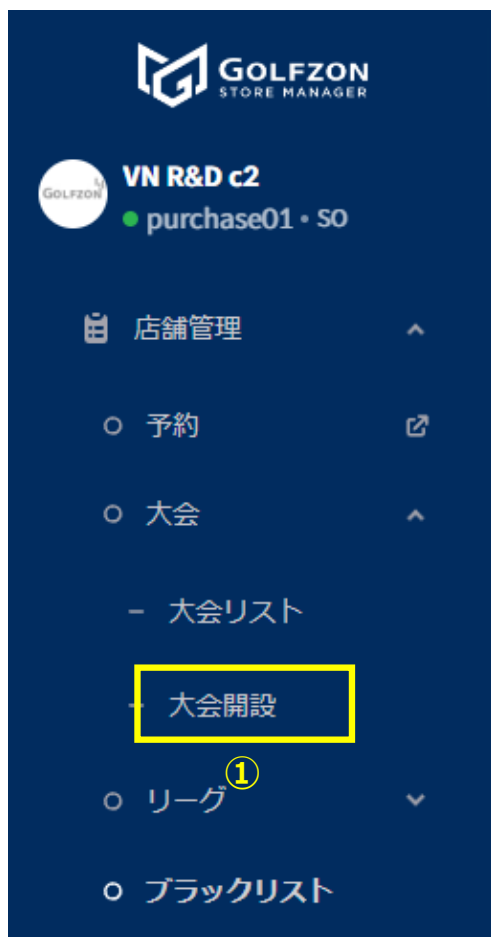 GOLFZON
STORE MANAGER
GOLFZON
VN R&D c2
purchase01 • SO
店舗管理
予約
大会
- 大会リスト
- 大会開設
①
リーグ
ブラックリスト